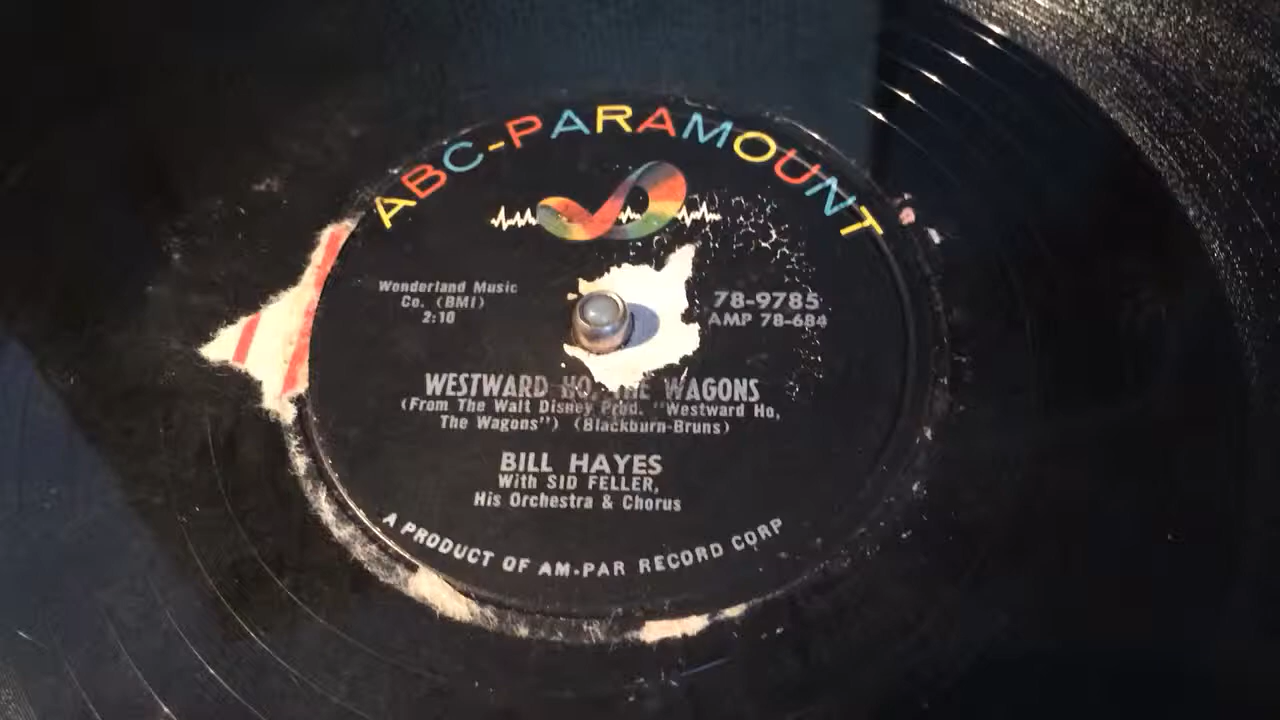 ABC-PARAMOUNT
Wonderland Music
Co. (BMI)
2:10
78-9785
AMP 78-684
WESTWARD HO, THE WAGONS
(From The Walt Disney Prod. "Westward Ho,
The Wagons") (Blackburn-Bruns)
BILL HAYES
With SID FELLER,
His Orchestra & Chorus
A PRODUCT OF AM-PAR RECORD CORP